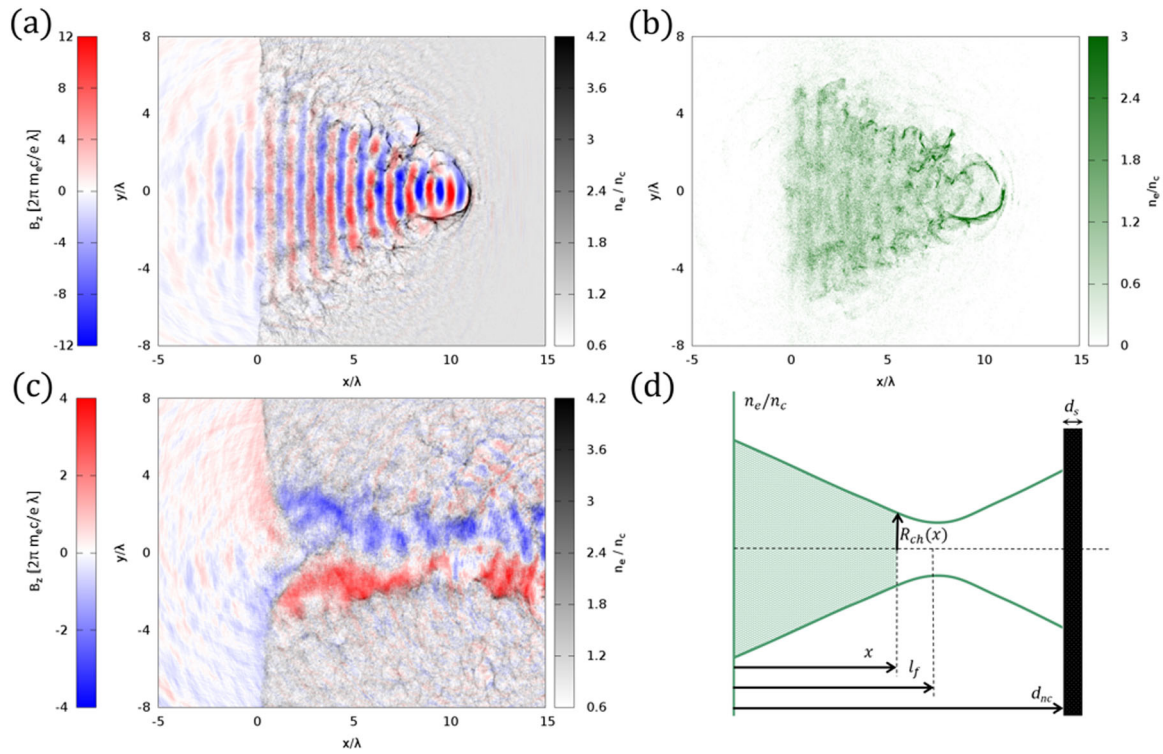 (a)
12
8
4
0
-4
-8
-12
B_z [2π m_ec/e λ]
8
4
0
-4
-8
y/λ
-5 0 5 10 15
x/λ
4.2
3.6
3
2.4
1.8
1.2
0.6
n_e / n_c
(b)
8
4
0
-4
-8
y/λ
-5 0 5 10 15
x/λ
3
2.4
1.8
1.2
0.6
0
n_e/n_c
(c)
4
2
0
-2
-4
B_z [2π m_ec/e λ]
8
4
0
-4
-8
y/λ
-5 0 5 10 15
x/λ
4.2
3.6
3
2.4
1.8
1.2
0.6
n_e / n_c
(d)
n_e/n_c
d_s
R_ch(x)
x
l_f
d_nc